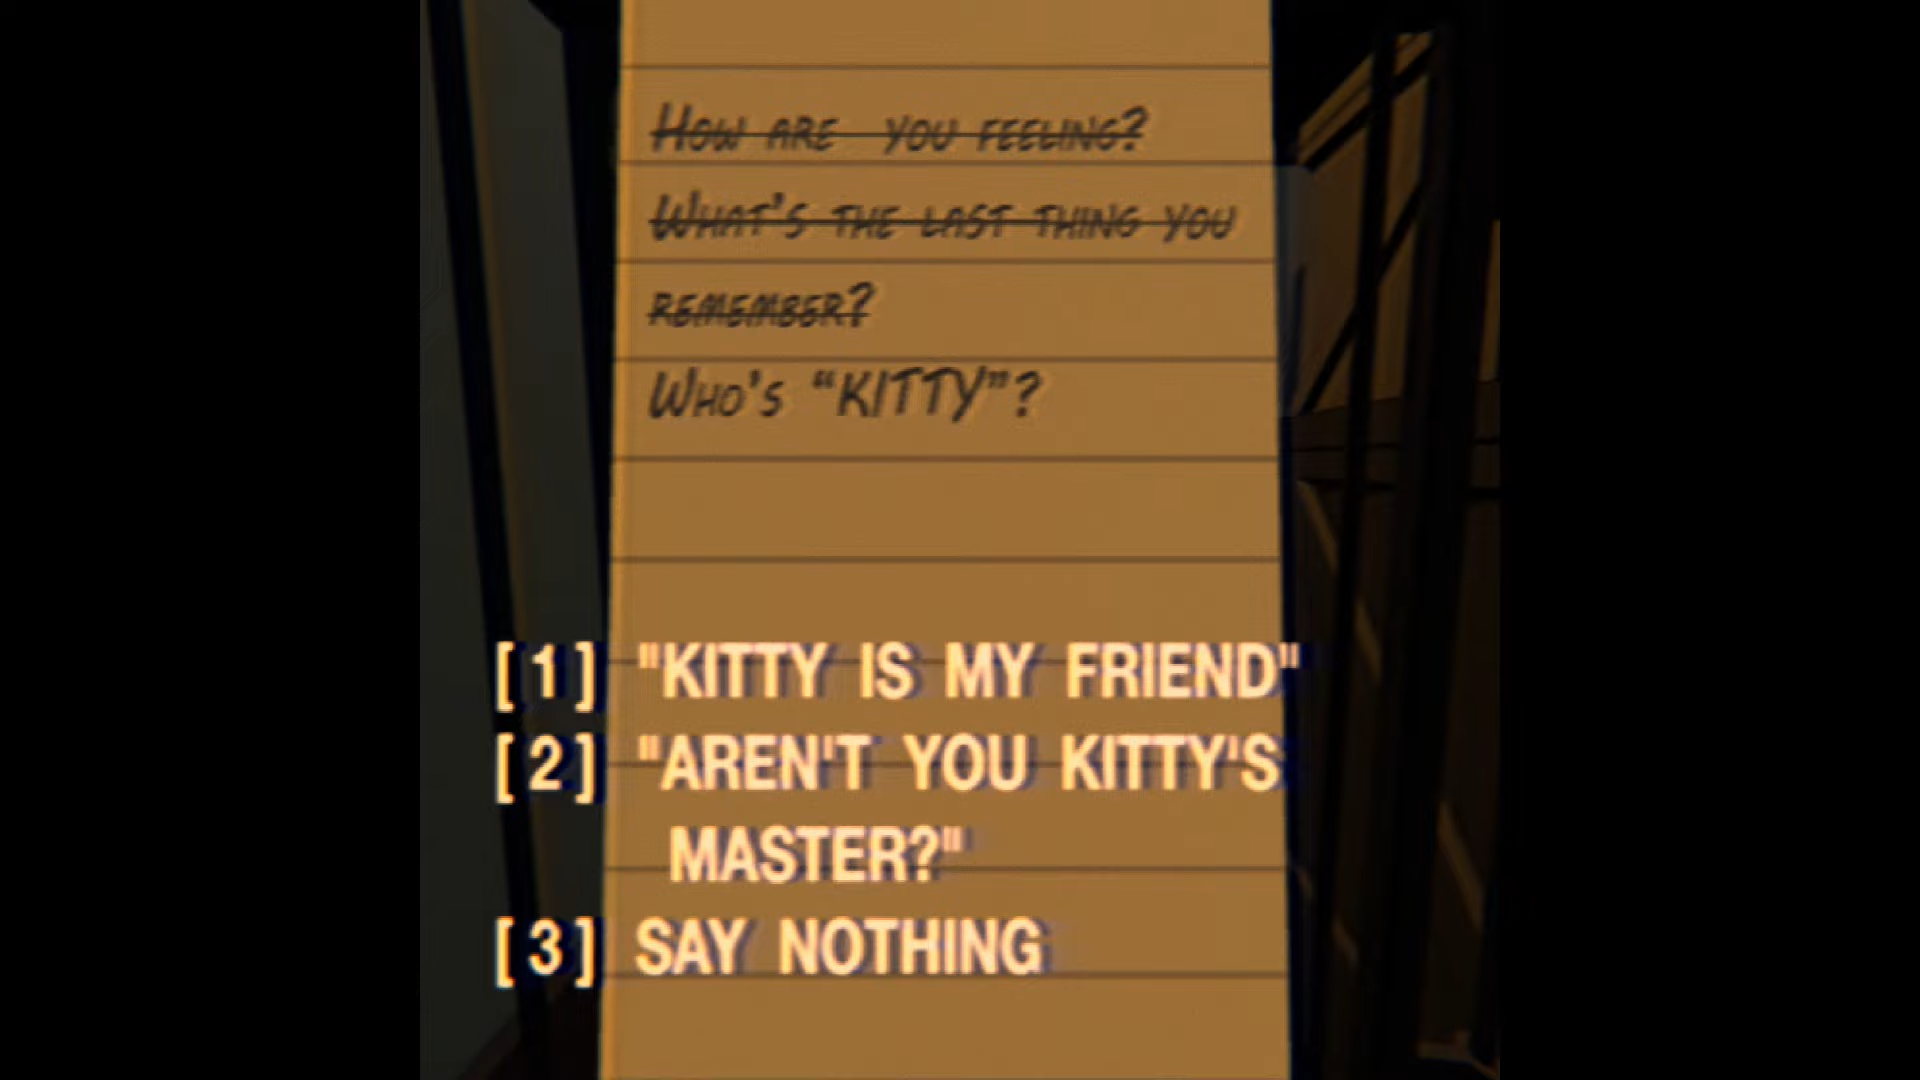 How are you feeling?
What's the last thing you
remember?
Who's “KITTY”?
[1] "KITTY IS MY FRIEND"
[2] "AREN'T YOU KITTY'S
MASTER?"
[3] SAY NOTHING